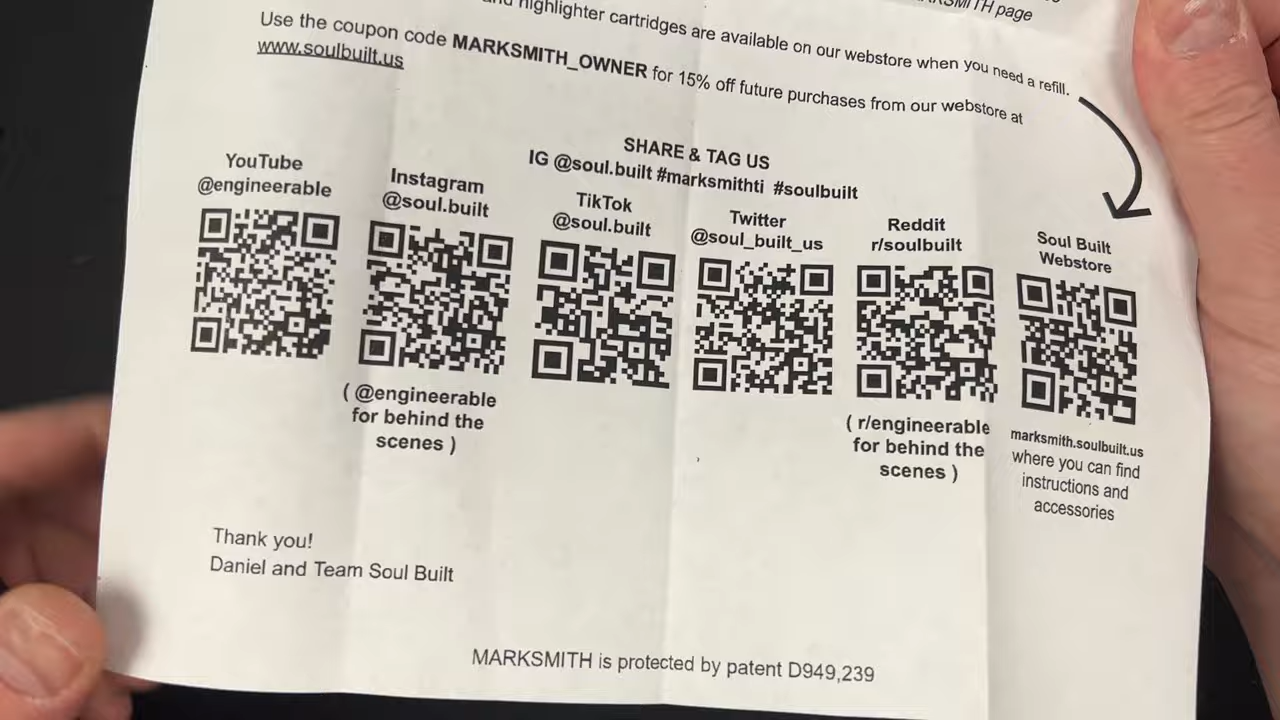 MARKSMITH page
and highlighter cartridges are available on our webstore when you need a refill.
Use the coupon code MARKSMITH_OWNER for 15% off future purchases from our webstore at
www.soulbuilt.us
SHARE & TAG US
IG @soul.built #marksmithti #soulbuilt
YouTube
@engineerable
Instagram
@soul.built
( @engineerable
for behind the
scenes )
TikTok
@soul.built
Twitter
@soul_built_us
Reddit
r/soulbuilt
( r/engineerable
for behind the
scenes )
Soul Built
Webstore
marksmith.soulbuilt.us
where you can find
instructions and
accessories
Thank you!
Daniel and Team Soul Built
MARKSMITH is protected by patent D949,239